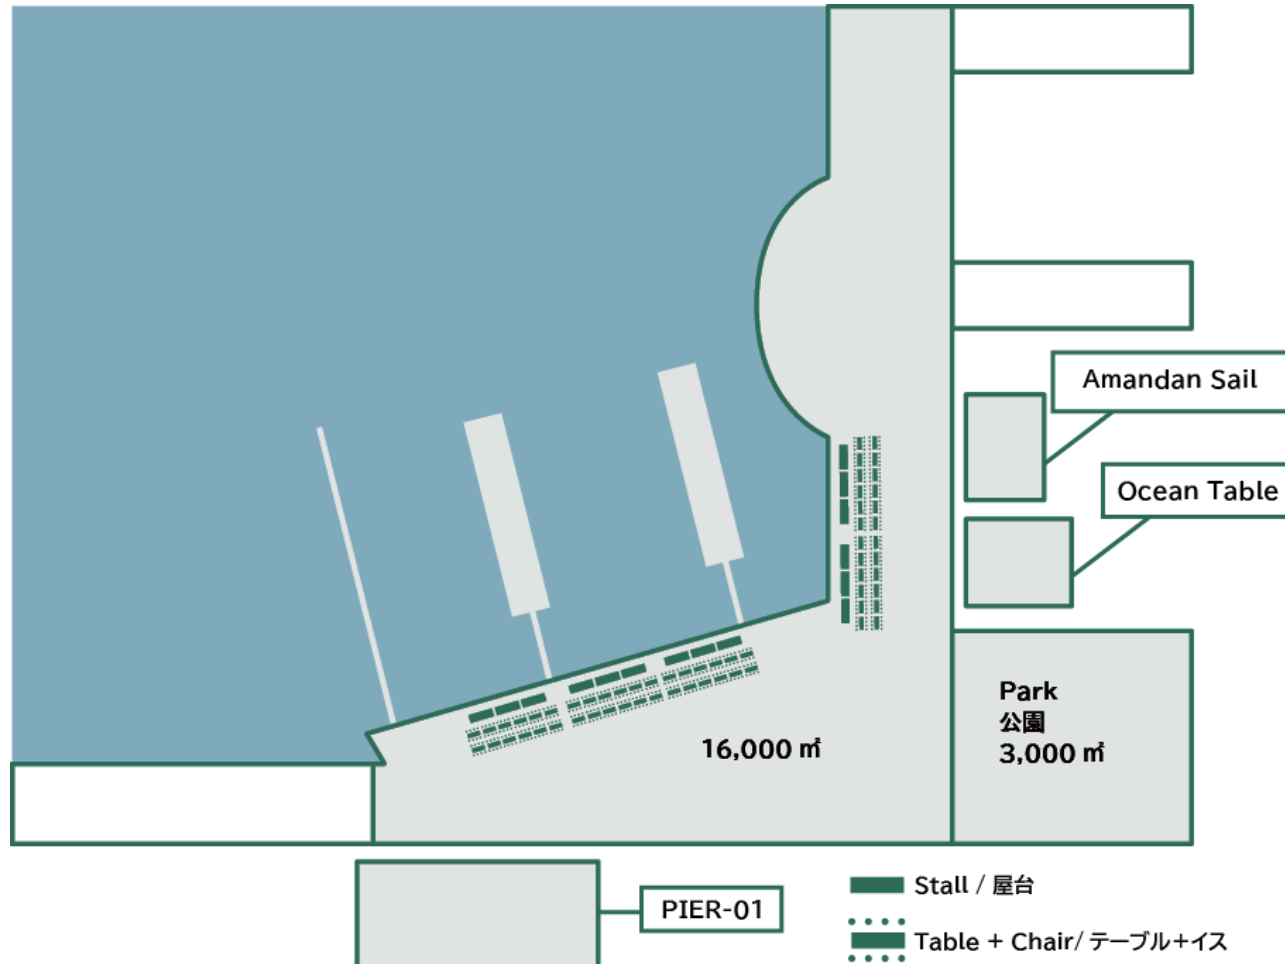 Amandan Sail
Ocean Table
Park
公園
3,000 ㎡
16,000 ㎡
PIER-01
Stall / 屋台
Table + Chair/ テーブル+イス